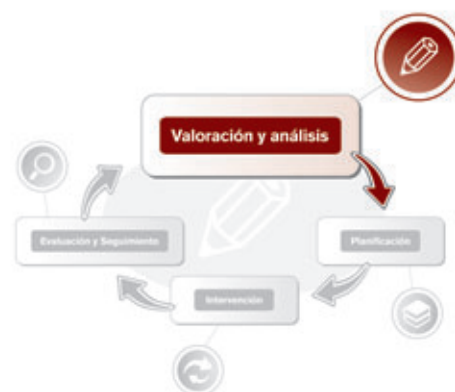 Valoración y análisis
Evaluación y Seguimiento
Planificación
Intervención